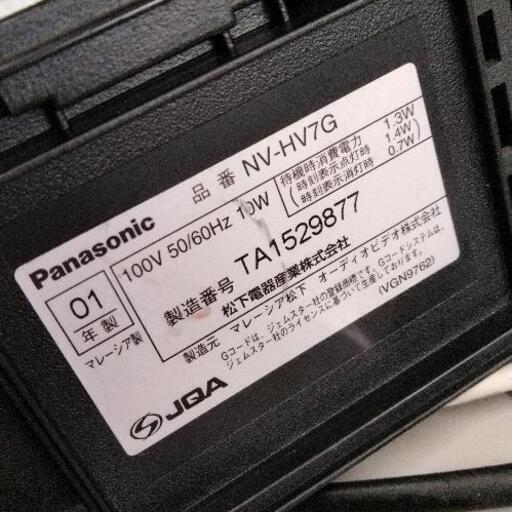 Panasonic
品番 NV-HV7G
100V 50/60Hz 10W
待機時消費電力 1.3W
(時刻表示点灯時 1.4W
時刻表示消灯時 0.7W)
01
年製
マレーシア製
製造番号 TA1529877
松下電器産業株式会社
製造元 マレーシア松下 オーディオビデオ株式会社
Gコードは、ジェムスター社の登録商標です。Gコードシステムは、
ジェムスター社のライセンスに基づいて生産しております。
(VGN9762)
JQA